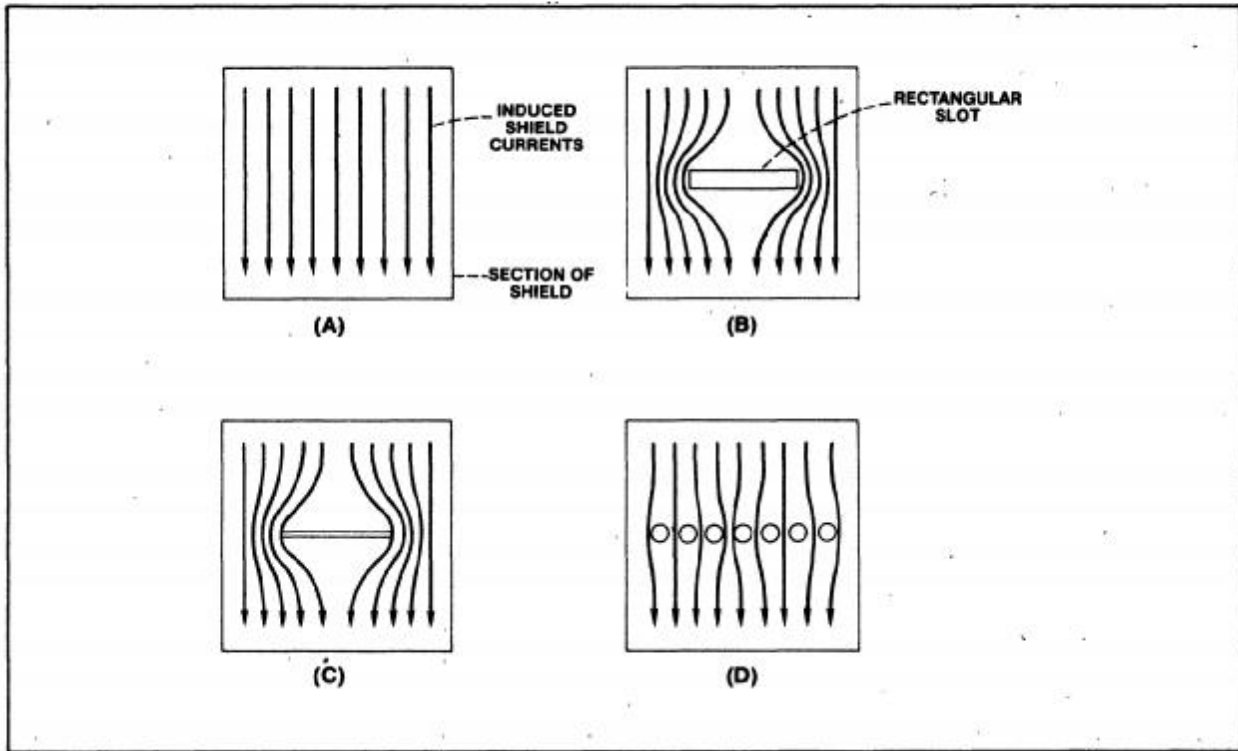 INDUCED
SHIELD
CURRENTS
SECTION OF
SHIELD
(A)
RECTANGULAR
SLOT
(B)
(C)
(D)